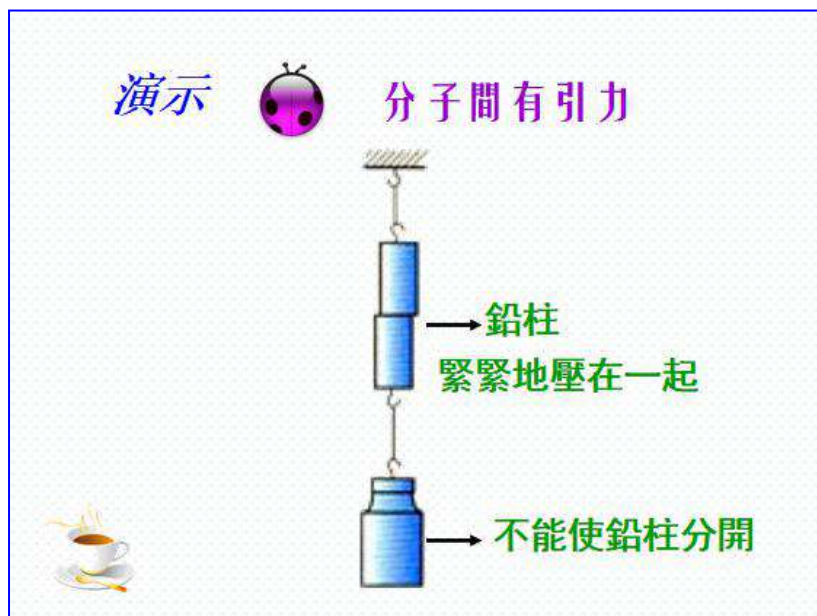 演示 分子間有引力
鉛柱
緊緊地壓在一起
不能使鉛柱分開